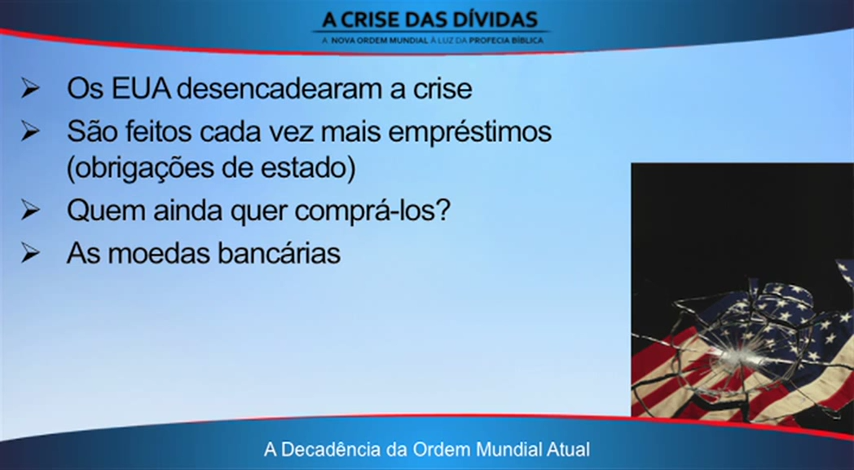 A CRISE DAS DÍVIDAS
A NOVA ORDEM MUNDIAL À LUZ DA PROFECIA BÍBLICA
Os EUA desencadearam a crise
São feitos cada vez mais empréstimos
(obrigações de estado)
Quem ainda quer comprá-los?
As moedas bancárias
A Decadência da Ordem Mundial Atual